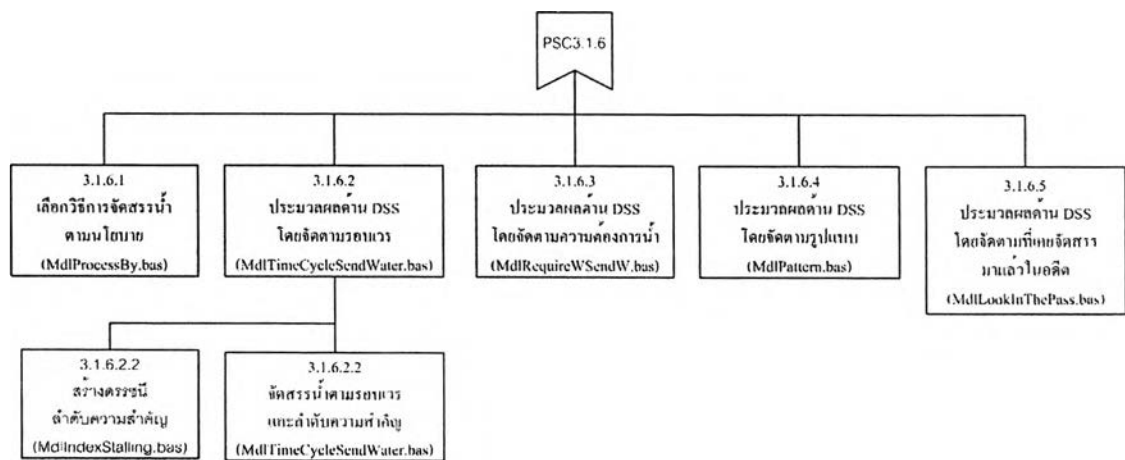 PSC3.1.6
3.1.6.1
เลือกวิธีการจัดสรรน้ำ
ตามนโยบาย
(MdlProcessBy.bas)
3.1.6.2
ประมวลผลด้าน DSS
โดยจัดตามรอบเวร
(MdlTimeCycleSendWater.bas)
3.1.6.3
ประมวลผลด้าน DSS
โดยจัดตามความต้องการน้ำ
(MdlRequireWSendW.bas)
3.1.6.4
ประมวลผลด้าน DSS
โดยจัดตามรูปแบบ
(MdlPattern.bas)
3.1.6.5
ประมวลผลด้าน DSS
โดยจัดตามที่เคยจัดสรร
มาแล้วในอดีต
(MdlLookInThePass.bas)
3.1.6.2.2
สร้างดรรชนี
ลำดับความสำคัญ
(MdlIndexStalling.bas)
3.1.6.2.2
จัดสรรน้ำตามรอบเวร
และลำดับความสำคัญ
(MdlTimeCycleSendWater.bas)